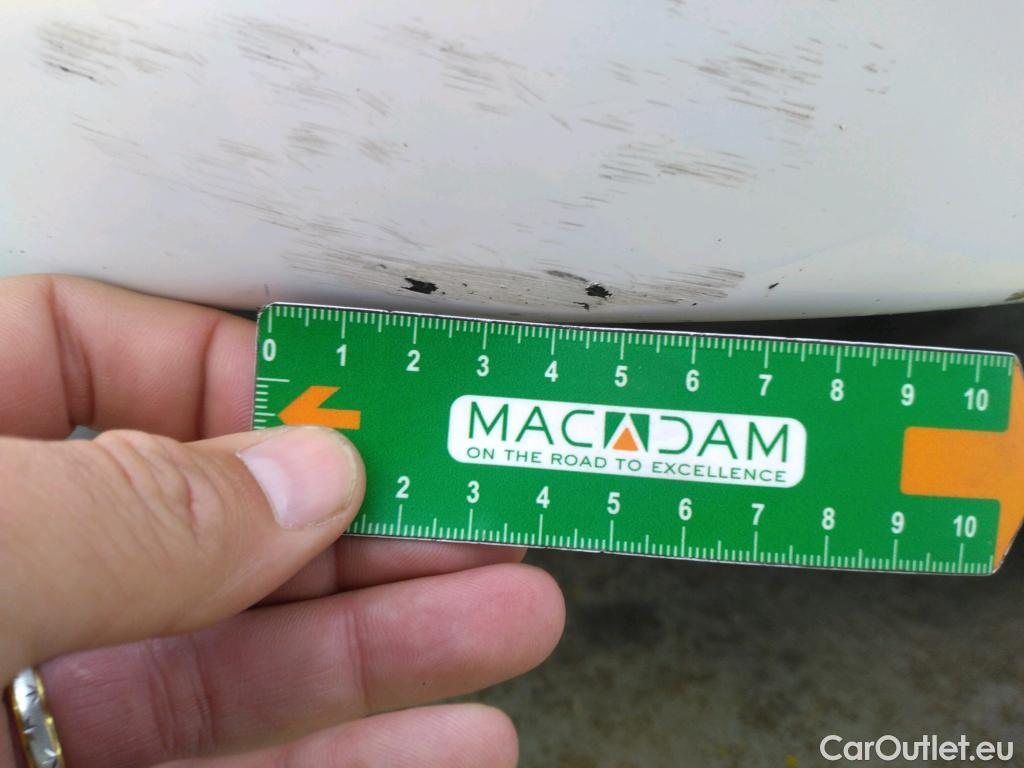 0 1 2 3 4 5 6 7 8 9 10
MACADAM
ON THE ROAD TO EXCELLENCE
2 3 4 5 6 7 8 9 10
CarOutlet.eu